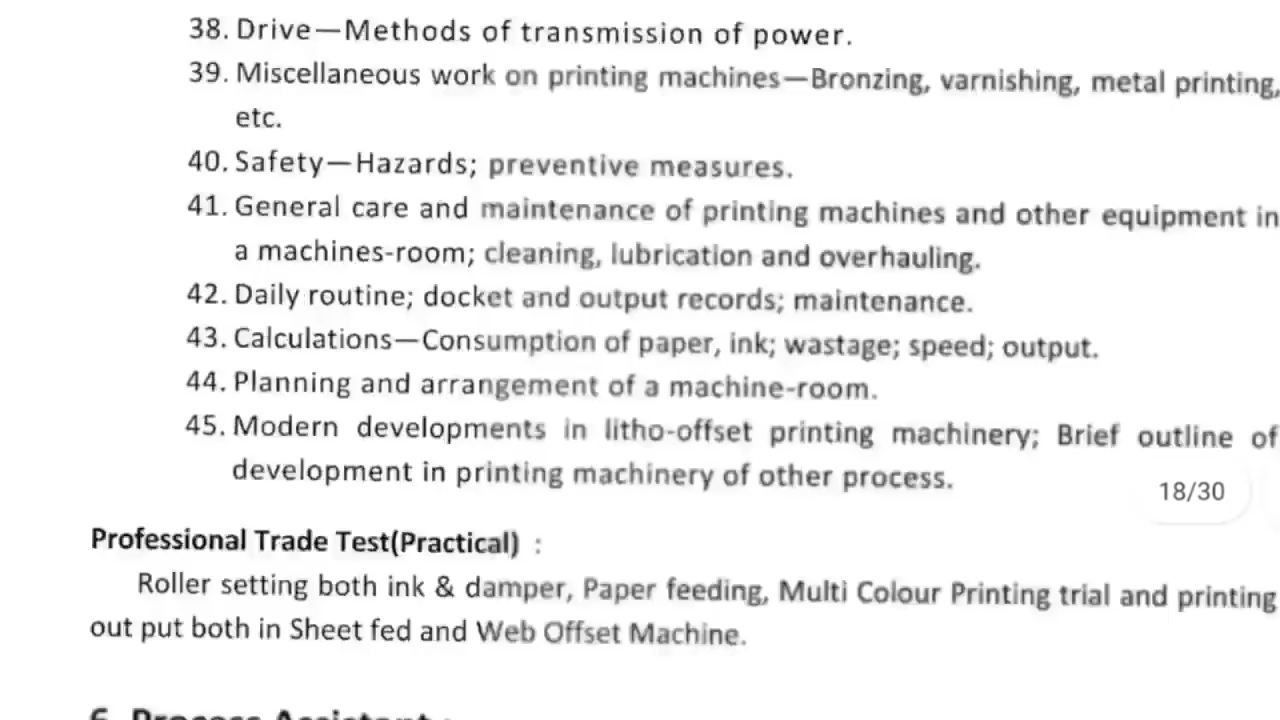 38. Drive—Methods of transmission of power.
39. Miscellaneous work on printing machines—Bronzing, varnishing, metal printing,
etc.
40. Safety—Hazards; preventive measures.
41. General care and maintenance of printing machines and other equipment in
a machines-room; cleaning, lubrication and overhauling.
42. Daily routine; docket and output records; maintenance.
43. Calculations—Consumption of paper, ink; wastage; speed; output.
44. Planning and arrangement of a machine-room.
45. Modern developments in litho-offset printing machinery; Brief outline of
development in printing machinery of other process.
18/30
Professional Trade Test(Practical) :
Roller setting both ink & damper, Paper feeding, Multi Colour Printing trial and printing
out put both in Sheet fed and Web Offset Machine.
6. Process Assistant :